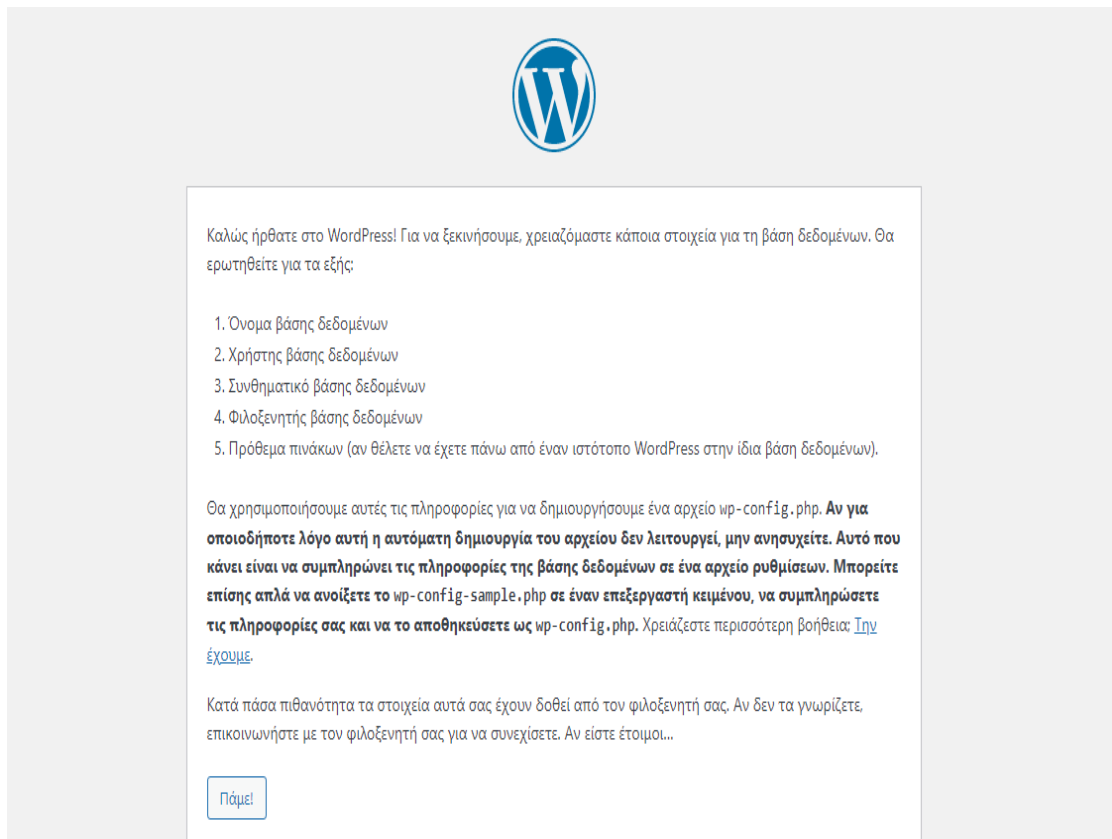 Καλώς ήρθατε στο WordPress! Για να ξεκινήσουμε, χρειαζόμαστε κάποια στοιχεία για τη βάση δεδομένων. Θα
ερωτηθείτε για τα εξής:
1. Όνομα βάσης δεδομένων
2. Χρήστης βάσης δεδομένων
3. Συνθηματικό βάσης δεδομένων
4. Φιλοξενητής βάσης δεδομένων
5. Πρόθεμα πινάκων (αν θέλετε να έχετε πάνω από έναν ιστότοπο WordPress στην ίδια βάση δεδομένων).
Θα χρησιμοποιήσουμε αυτές τις πληροφορίες για να δημιουργήσουμε ένα αρχείο wp-config.php. Αν για
οποιοδήποτε λόγο αυτή η αυτόματη δημιουργία του αρχείου δεν λειτουργεί, μην ανησυχείτε. Αυτό που
κάνει είναι να συμπληρώνει τις πληροφορίες της βάσης δεδομένων σε ένα αρχείο ρυθμίσεων. Μπορείτε
επίσης απλά να ανοίξετε το wp-config-sample.php σε έναν επεξεργαστή κειμένου, να συμπληρώσετε
τις πληροφορίες σας και να το αποθηκεύσετε ως wp-config.php. Χρειάζεστε περισσότερη βοήθεια; Την
έχουμε.
Κατά πάσα πιθανότητα τα στοιχεία αυτά σας έχουν δοθεί από τον φιλοξενητή σας. Αν δεν τα γνωρίζετε,
επικοινωνήστε με τον φιλοξενητή σας για να συνεχίσετε. Αν είστε έτοιμοι...
Πάμε!